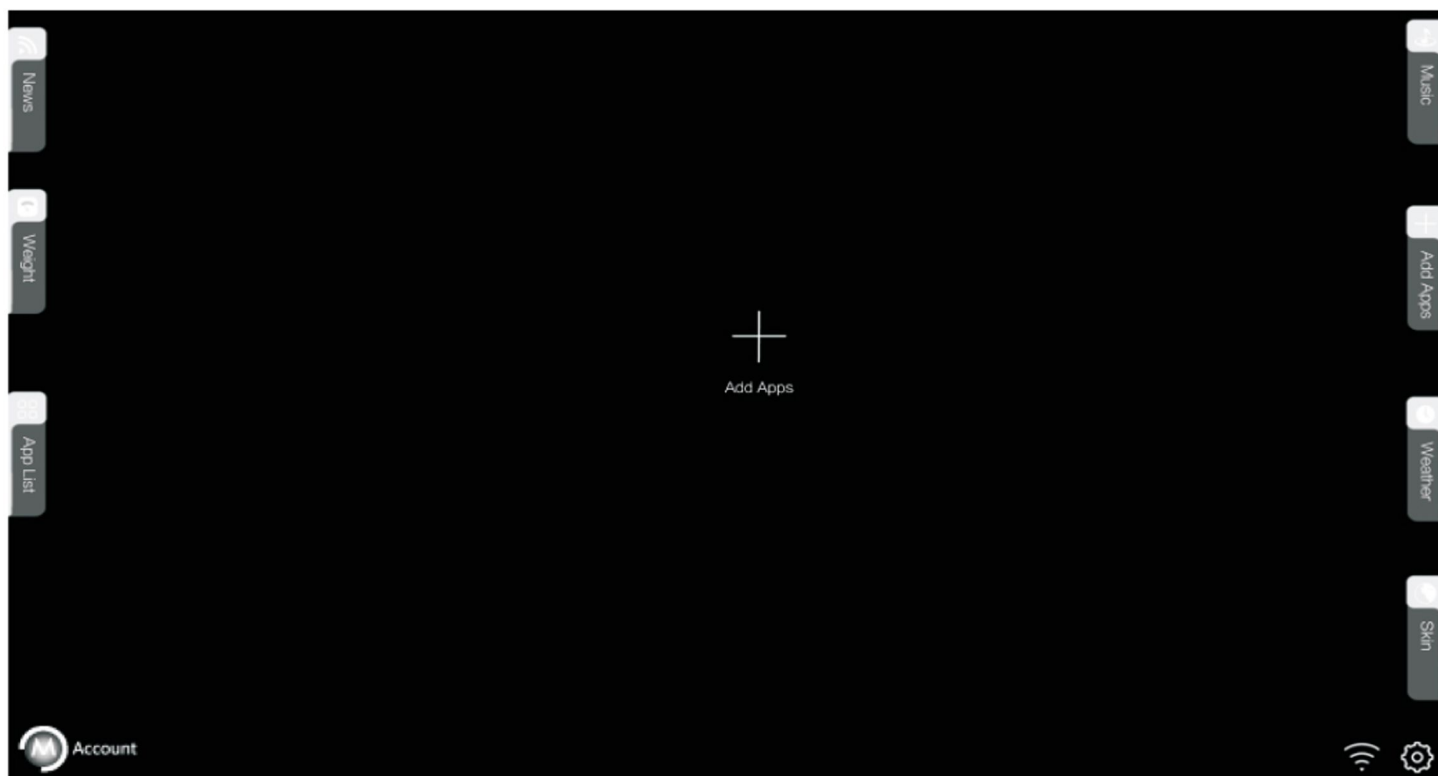 News
Weight
App List
Add Apps
Music
Add Apps
Weather
Skin
M Account